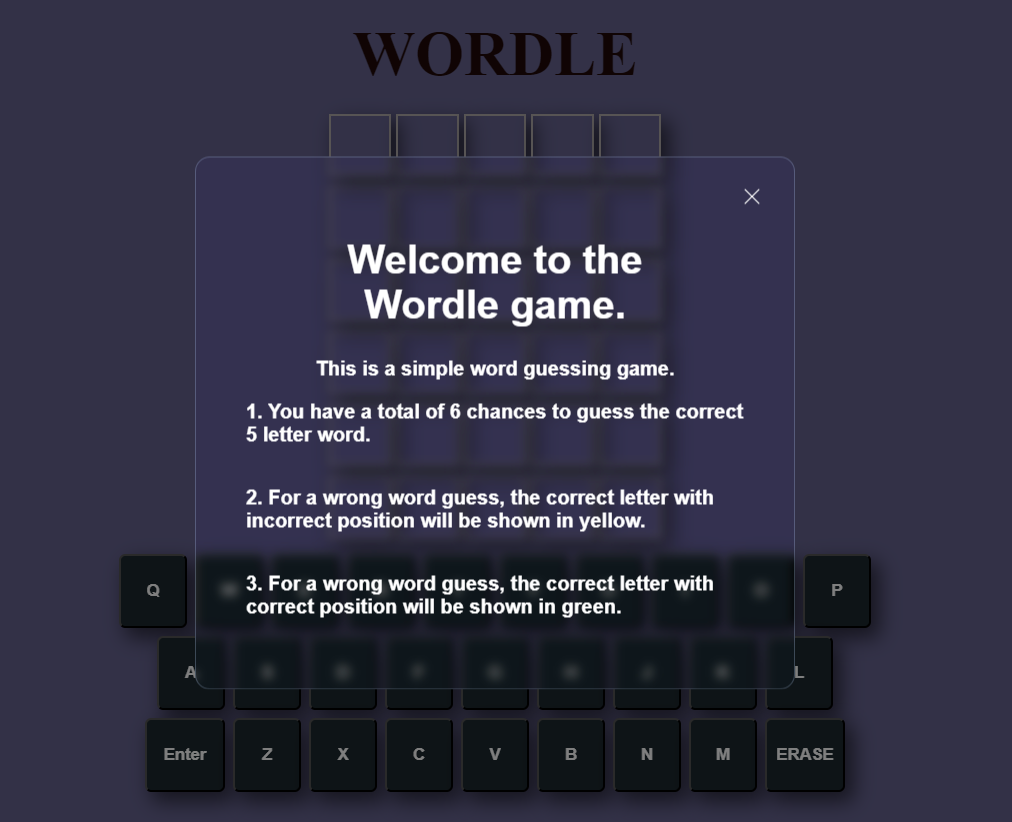 WORDLE
Welcome to the
Wordle game.
This is a simple word guessing game.
1. You have a total of 6 chances to guess the correct
5 letter word.
2. For a wrong word guess, the correct letter with
incorrect position will be shown in yellow.
3. For a wrong word guess, the correct letter with
correct position will be shown in green.
Q P
A L
Enter Z X C V B N M ERASE